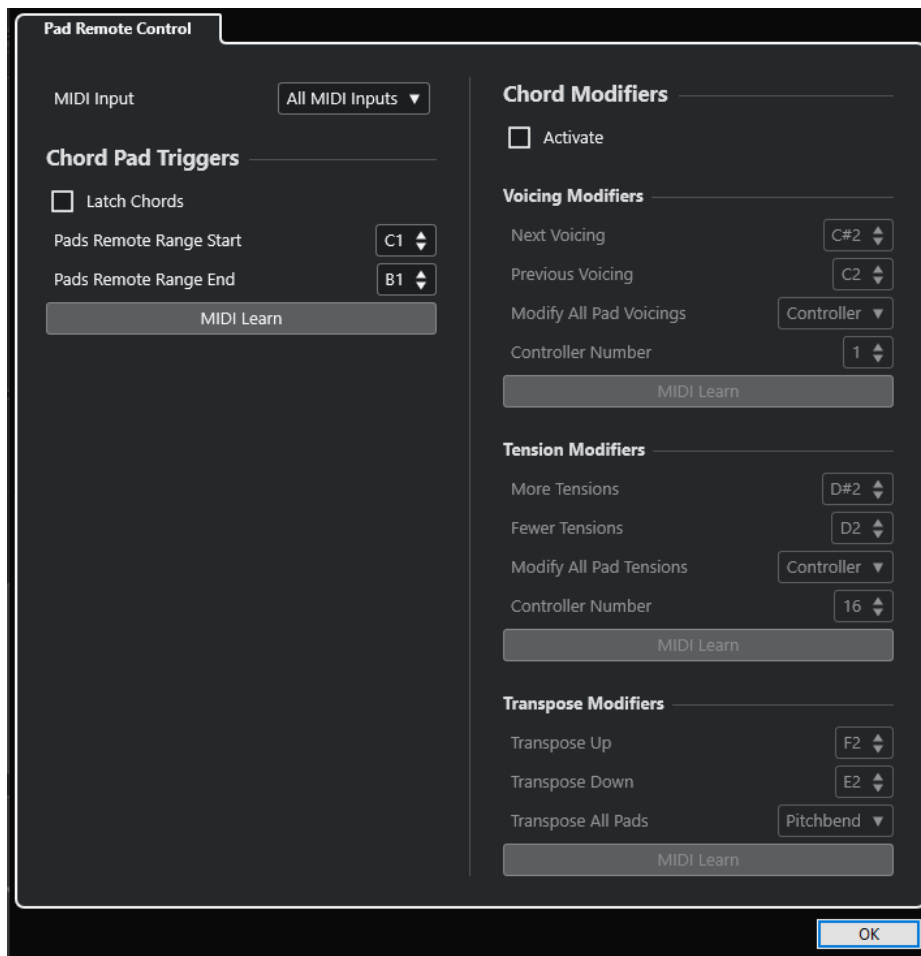 Pad Remote Control
MIDI Input All MIDI Inputs
Chord Pad Triggers
Latch Chords
Pads Remote Range Start C1
Pads Remote Range End B1
MIDI Learn
Chord Modifiers
Activate
Voicing Modifiers
Next Voicing C#2
Previous Voicing C2
Modify All Pad Voicings Controller
Controller Number 1
MIDI Learn
Tension Modifiers
More Tensions D#2
Fewer Tensions D2
Modify All Pad Tensions Controller
Controller Number 16
MIDI Learn
Transpose Modifiers
Transpose Up F2
Transpose Down E2
Transpose All Pads Pitchbend
MIDI Learn
OK